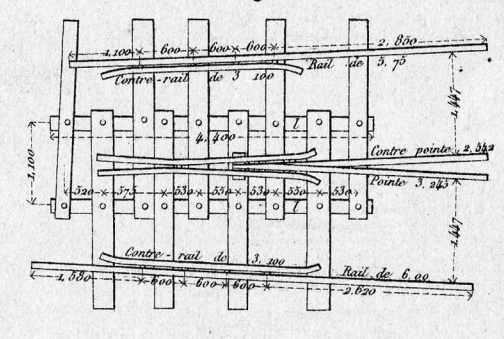 2, 850
1,100 600 600 600
Contre-rail de 3 100
Rail de 5, 75
1,447
4, 400
l
1,100
Contre pointe 2,542
520 575 530 550 530 550 530
Pointe 3,245
l
1,447
Contre-rail de 3, 100
Rail de 6,00
1,580 600 600 600 2,620